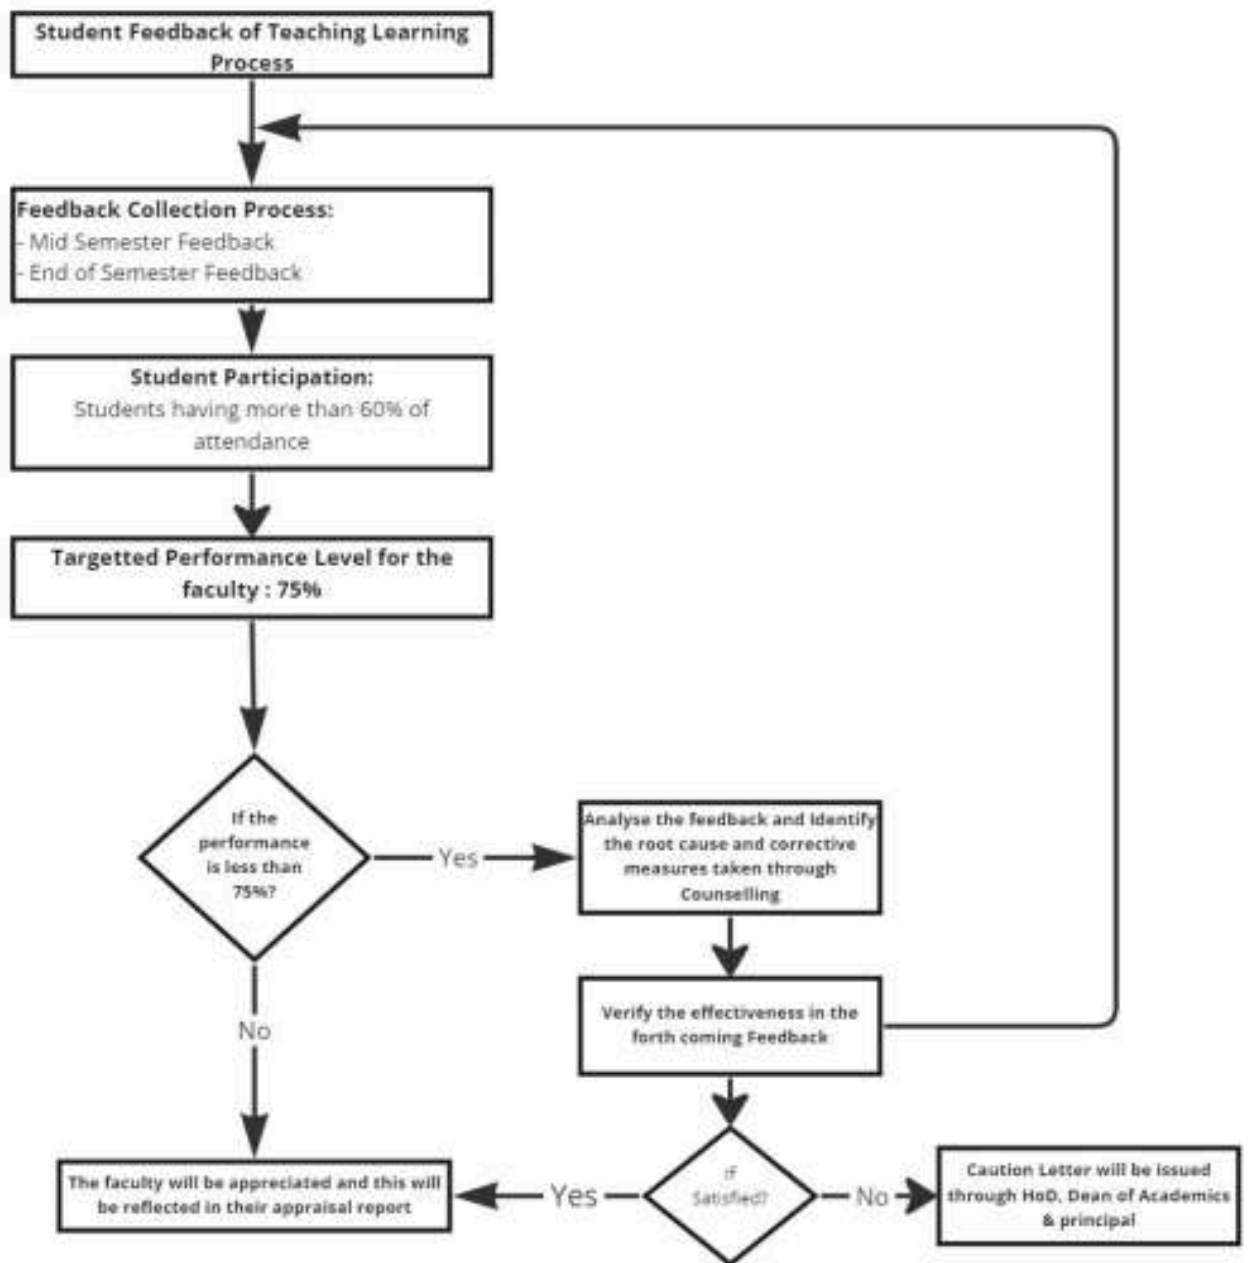 Student Feedback of Teaching Learning
Process
Feedback Collection Process:
- Mid Semester Feedback
- End of Semester Feedback
Student Participation:
Students having more than 60% of
attendance
Targetted Performance Level for the
faculty : 75%
If the
performance
is less than
75%?
Yes
Analyse the feedback and Identify
the root cause and corrective
measures taken through
Counselling
No
Verify the effectiveness in the
forth coming Feedback
The faculty will be appreciated and this will
be reflected in their appraisal report
Yes
If
Satisfied?
No
Caution Letter will be issued
through HoD, Dean of Academics
& principal